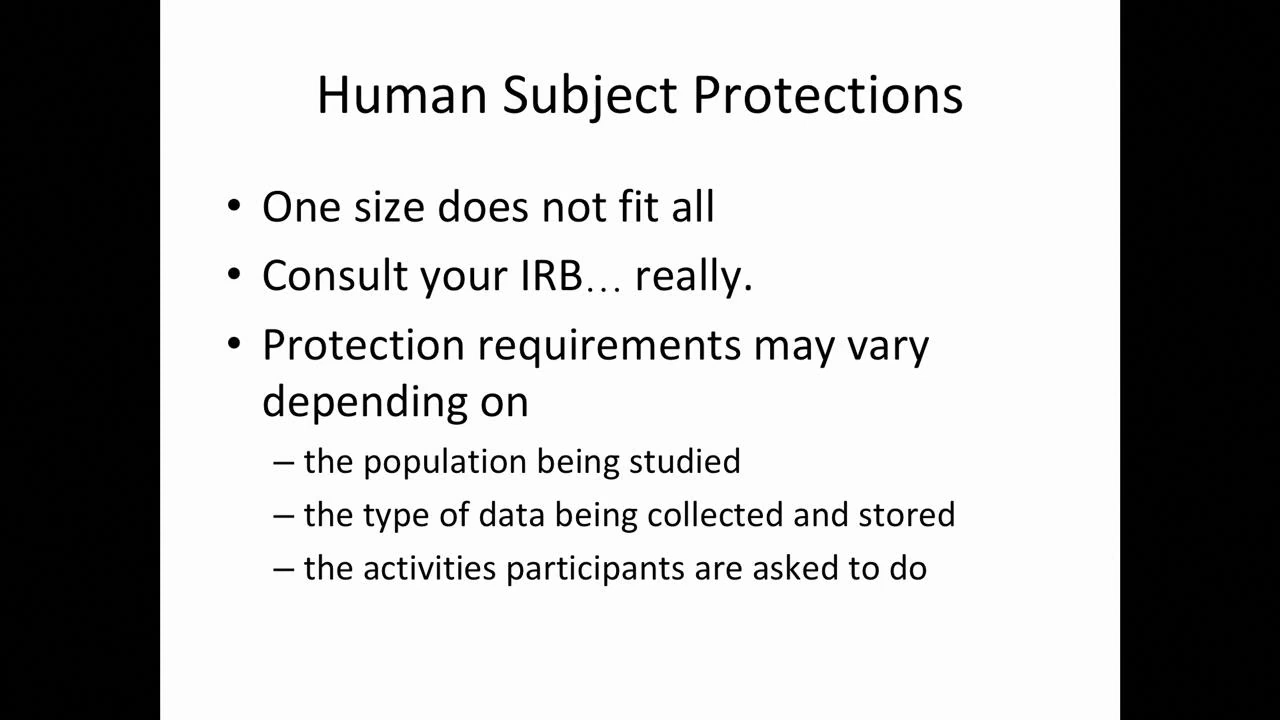 Human Subject Protections
• One size does not fit all
• Consult your IRB... really.
• Protection requirements may vary
depending on
– the population being studied
– the type of data being collected and stored
– the activities participants are asked to do